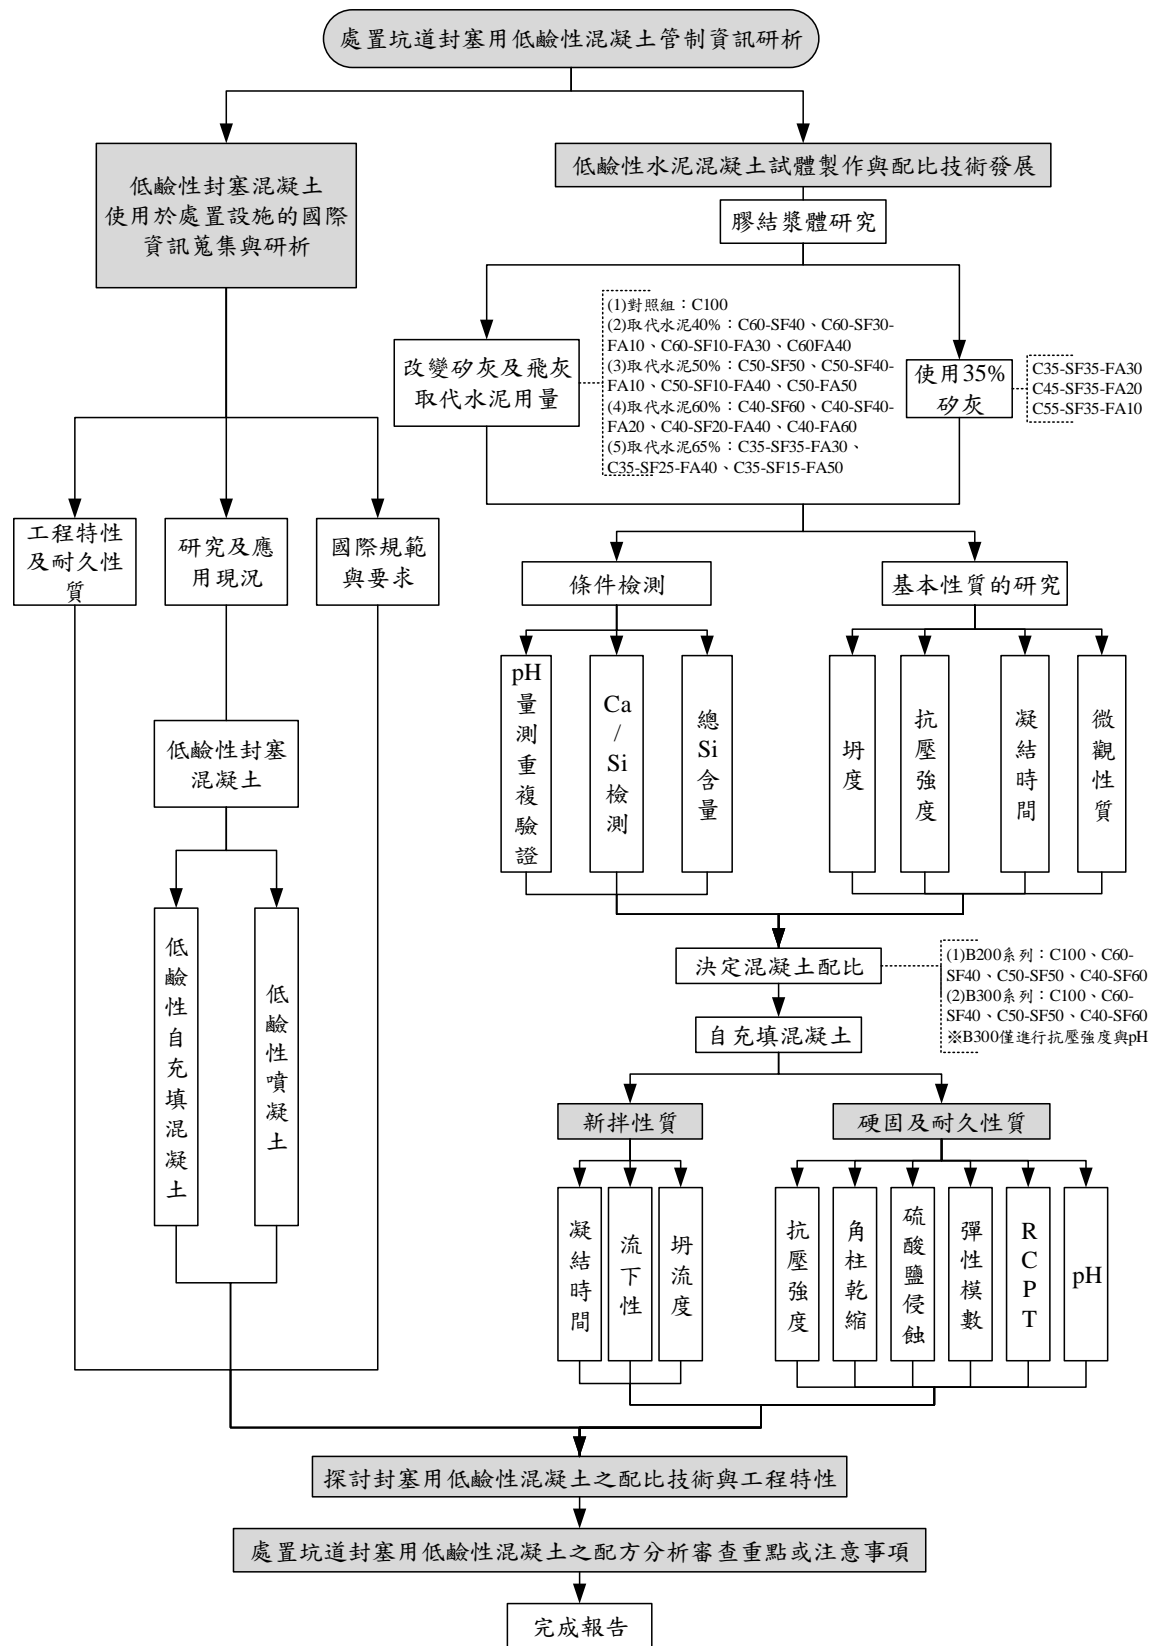 處置坑道封塞用低鹼性混凝土管制資訊研析
低鹼性封塞混凝土
使用於處置設施的國際
資訊蒐集與研析
低鹼性水泥混凝土試體製作與配比技術發展
膠結漿體研究
改變矽灰及飛灰
取代水泥用量
(1)對照組：C100
(2)取代水泥40%：C60-SF40、C60-SF30-
FA10、C60-SF10-FA30、C60FA40
(3)取代水泥50%：C50-SF50、C50-SF40-
FA10、C50-SF10-FA40、C50-FA50
(4)取代水泥60%：C40-SF60、C40-SF40-
FA20、C40-SF20-FA40、C40-FA60
(5)取代水泥65%：C35-SF35-FA30、
C35-SF25-FA40、C35-SF15-FA50
使用35%
矽灰
C35-SF35-FA30
C45-SF35-FA20
C55-SF35-FA10
工程特性
及耐久性
質
研究及應
用現況
國際規範
與要求
條件檢測
基本性質的研究
pH
量
測
重
複
驗
證
Ca
/
Si
檢
測
總
Si
含
量
坍
度
抗
壓
強
度
凝
結
時
間
微
觀
性
質
低鹼性封塞
混凝土
低
鹼
性
自
充
填
混
凝
土
低
鹼
性
噴
凝
土
決定混凝土配比
(1)B200系列：C100、C60-
SF40、C50-SF50、C40-SF60
(2)B300系列：C100、C60-
SF40、C50-SF50、C40-SF60
※B300僅進行抗壓強度與pH
自充填混凝土
新拌性質
硬固及耐久性質
凝
結
時
間
流
下
性
坍
流
度
抗
壓
強
度
角
柱
乾
縮
硫
酸
鹽
侵
蝕
彈
性
模
數
R
C
P
T
pH
探討封塞用低鹼性混凝土之配比技術與工程特性
處置坑道封塞用低鹼性混凝土之配方分析審查重點或注意事項
完成報告